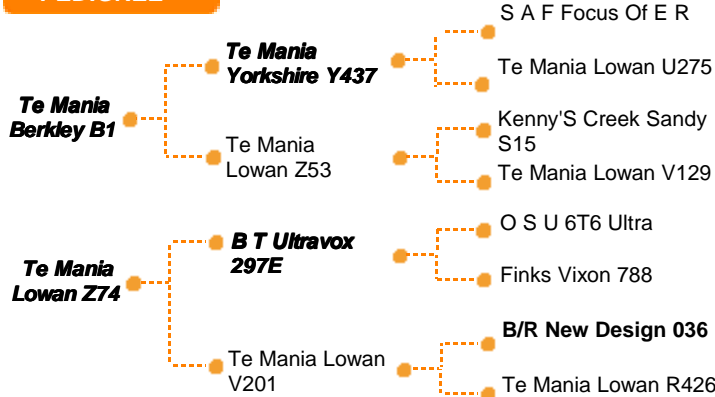 S A F Focus Of E R
Te Mania
Yorkshire Y437
Te Mania Lowan U275
Te Mania
Berkley B1
Kenny'S Creek Sandy
S15
Te Mania
Lowan Z53
Te Mania Lowan V129
O S U 6T6 Ultra
B T Ultravox
297E
Te Mania
Lowan Z74
Finks Vixon 788
B/R New Design 036
Te Mania Lowan
V201
Te Mania Lowan R426